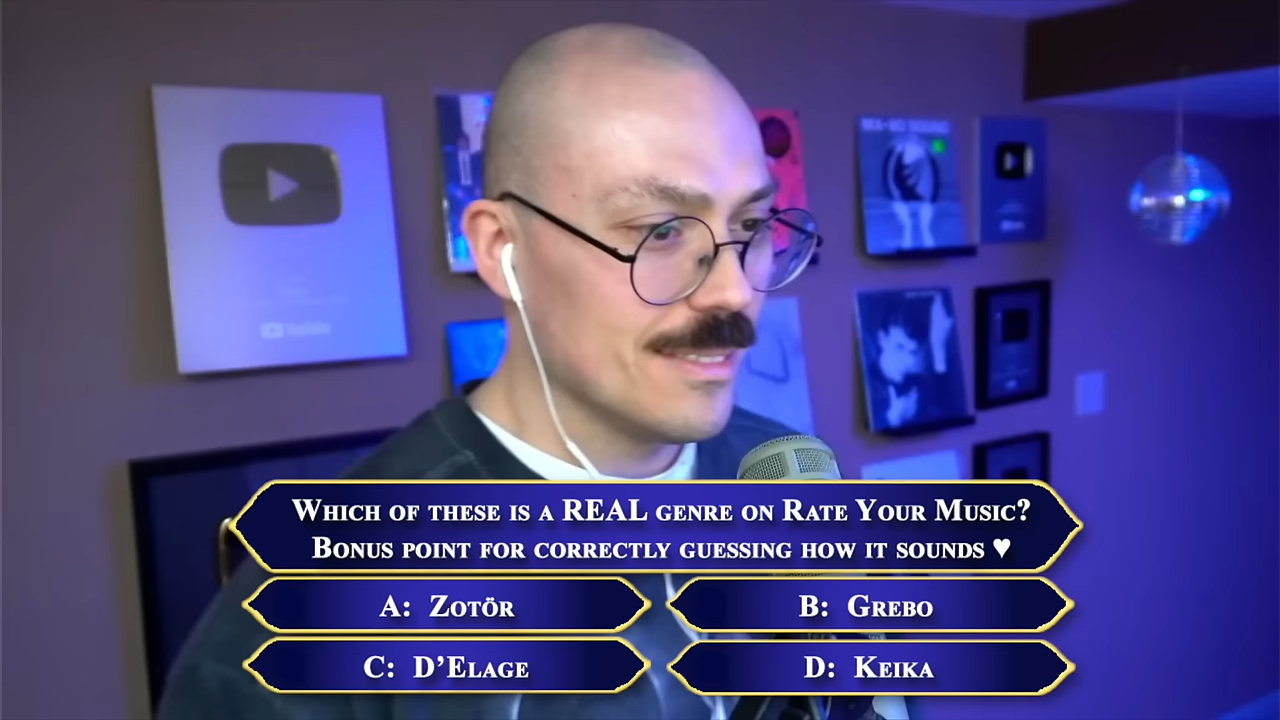 Which of these is a REAL genre on Rate Your Music?
Bonus point for correctly guessing how it sounds ♥
A: Zotör
B: Grebo
C: D'Elage
D: Keika
YouTube